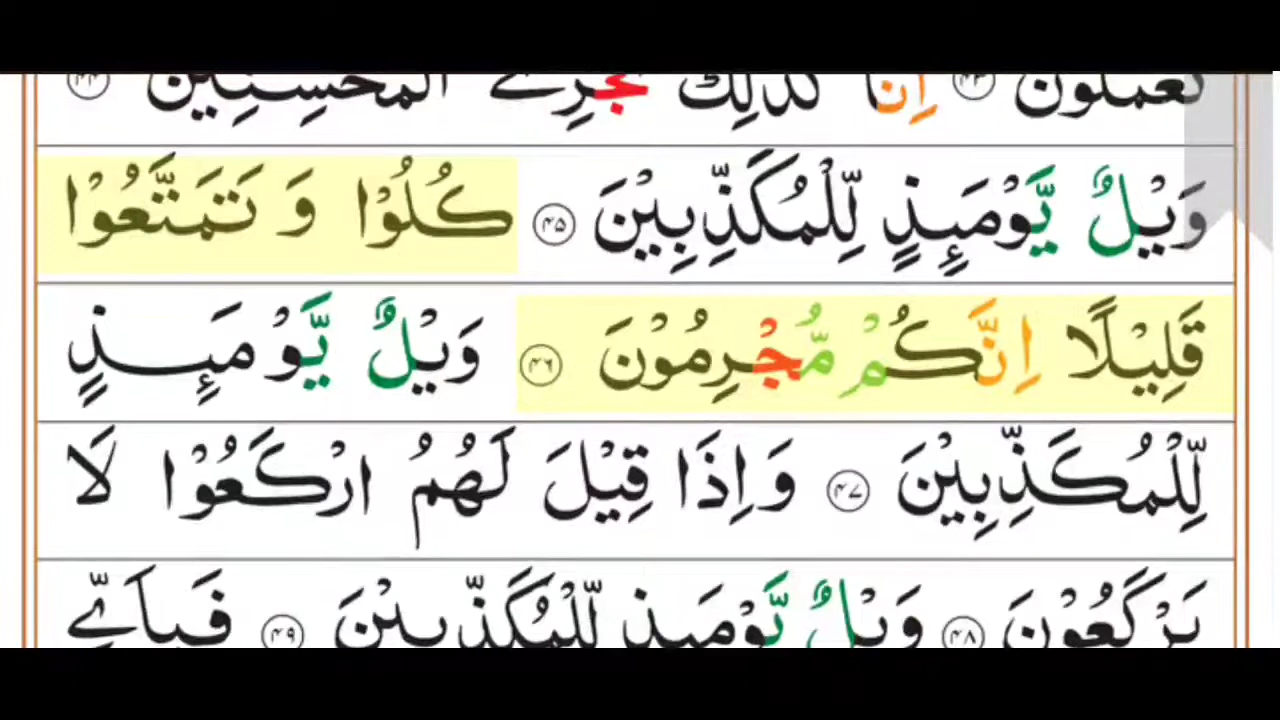 تَعْمَلُوْنَ ﴿۴۳﴾ اِنَّا كَذٰلِكَ نَجْزِے الْمُحْسِنِيْنَ ﴿۴۴﴾
وَيْلٌ يَّوْمَىِٕذٍ لِّلْمُكَذِّبِيْنَ ﴿۴۵﴾ كُلُوْا وَ تَمَتَّعُوْا
قَلِيْلًا اِنَّكُمْ مُّجْرِمُوْنَ ﴿۴۶﴾ وَيْلٌ يَّوْمَىِٕذٍ
لِّلْمُكَذِّبِيْنَ ﴿۴۷﴾ وَاِذَا قِيْلَ لَهُمُ ارْكَعُوْا لَا
يَرْكَعُوْنَ ﴿۴۸﴾ وَيْلٌ يَّوْمَىِٕذٍ لِّلْمُكَذِّبِيْنَ ﴿۴۹﴾ فَبِاَيِّ